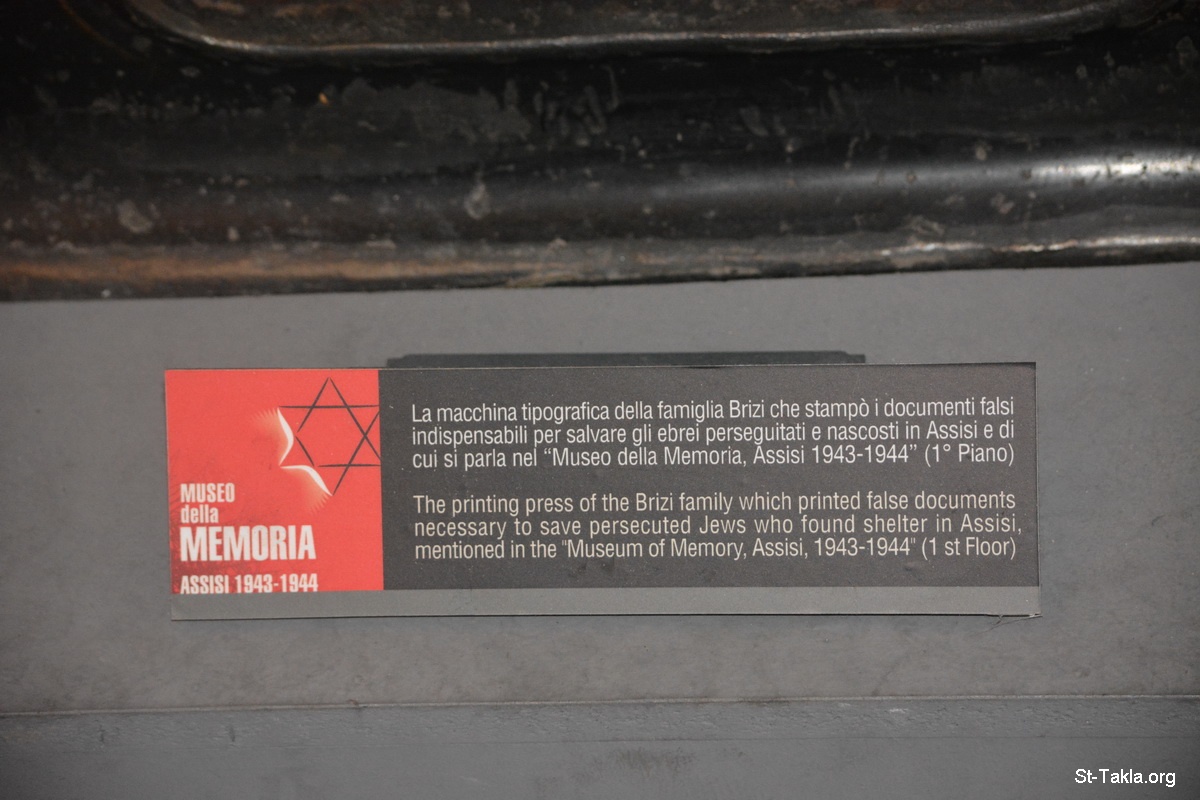 MUSEO
della
MEMORIA
ASSISI 1943-1944
La macchina tipografica della famiglia Brizi che stampò i documenti falsi
indispensabili per salvare gli ebrei perseguitati e nascosti in Assisi e di
cui si parla nel “Museo della Memoria, Assisi 1943-1944” (1° Piano)
The printing press of the Brizi family which printed false documents
necessary to save persecuted Jews who found shelter in Assisi,
mentioned in the "Museum of Memory, Assisi, 1943-1944" (1 st Floor)
St-Takla.org